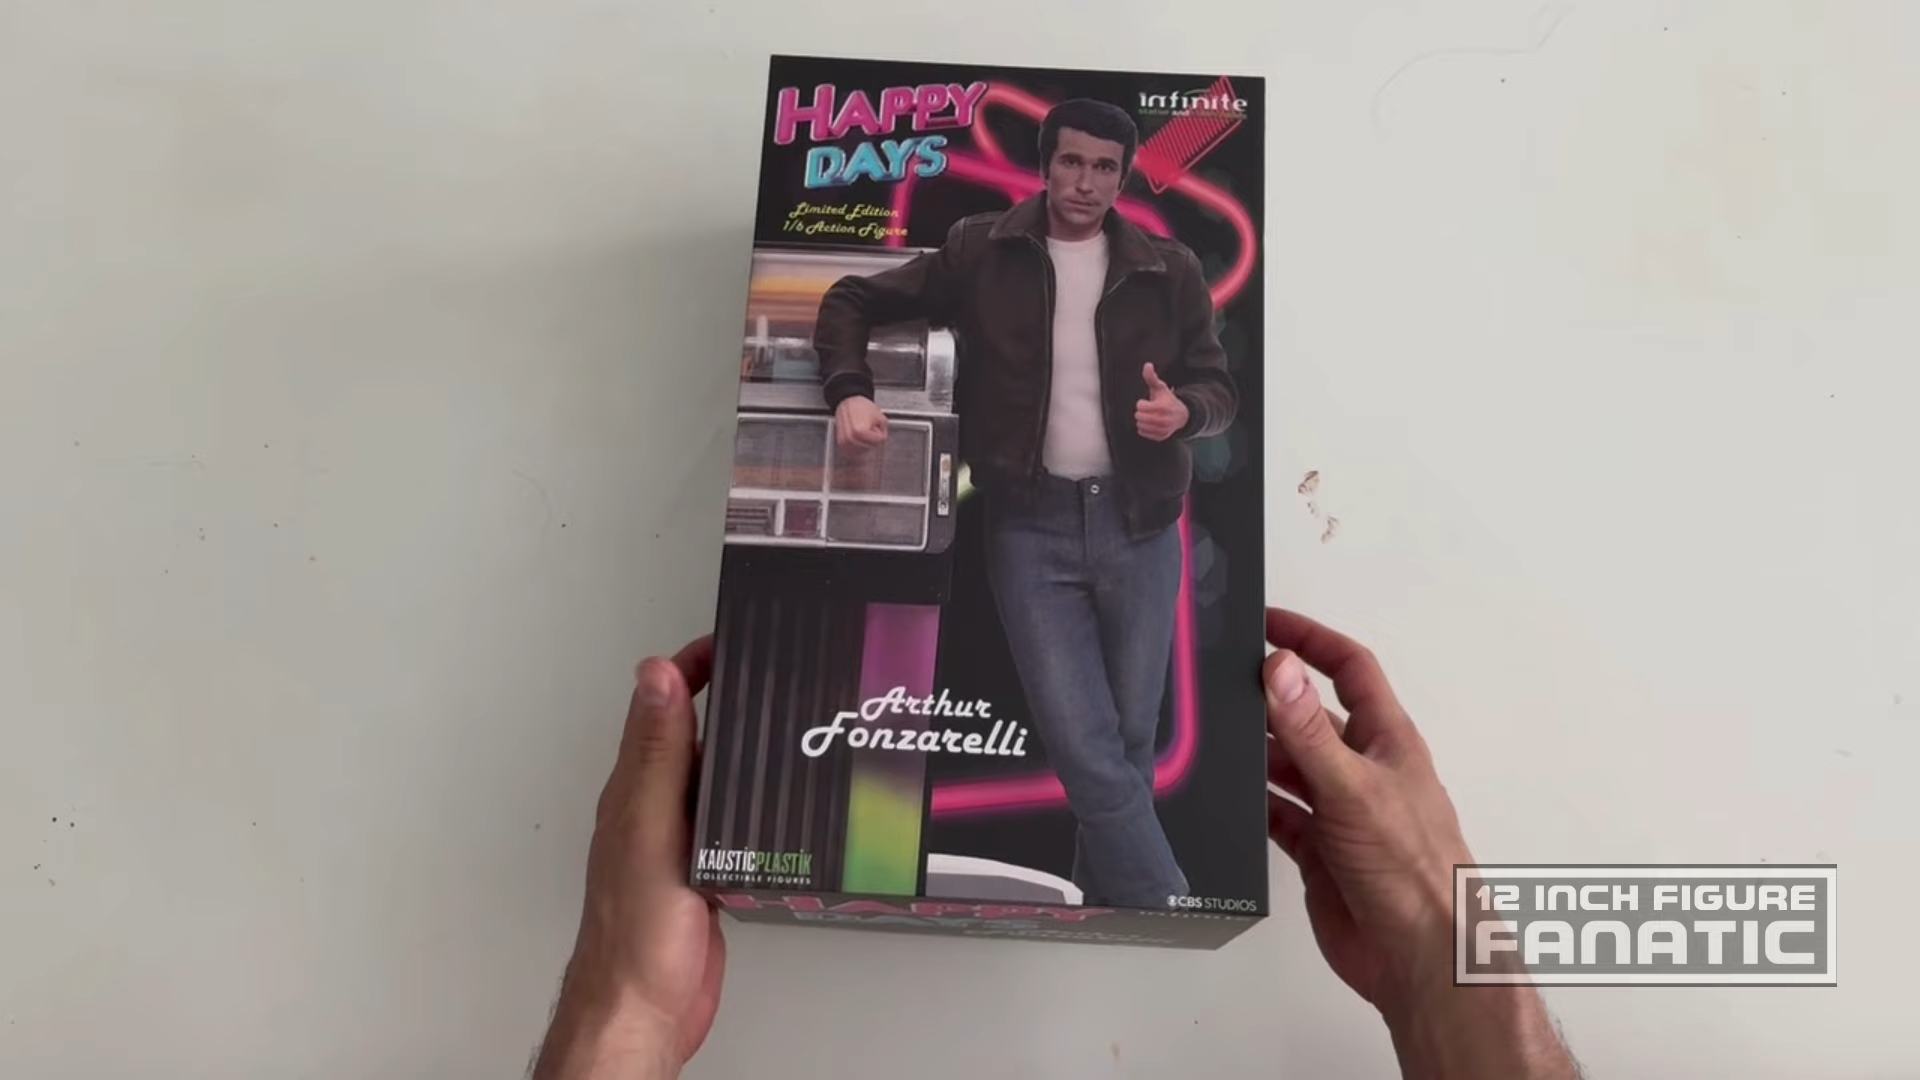 HAPPY
DAYS
Limited Edition
1/6 Action Figure
infinite
Arthur
Fonzarelli
KAUSTICPLASTIK
COLLECTIBLE FIGURES
CBS STUDIOS
HAPPY
12 INCH FIGURE
FANATIC